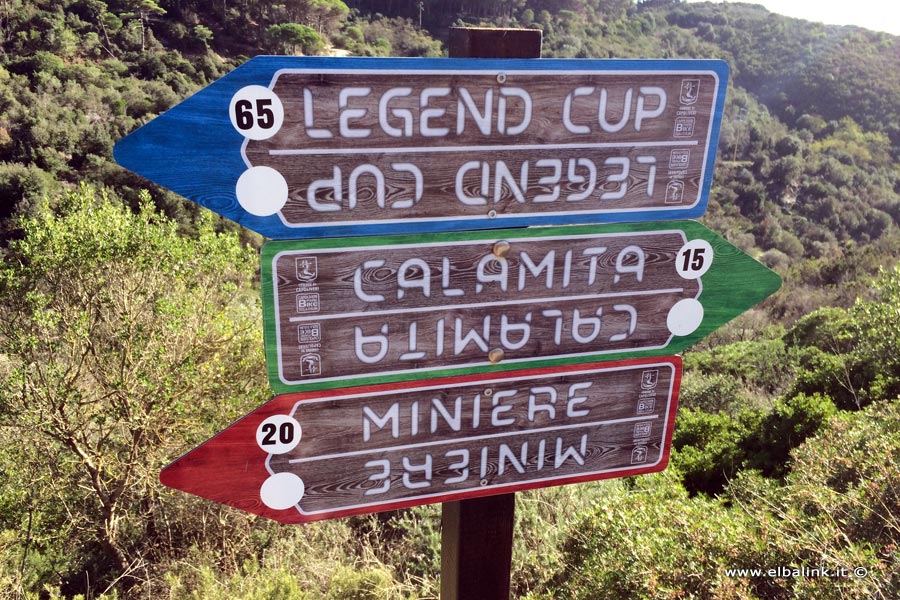 65
LEGEND CUP
LEGEND CUP
CALAMITA
15
CALAMITA
20
MINIERE
MINIERE
www.elbalink.it ©